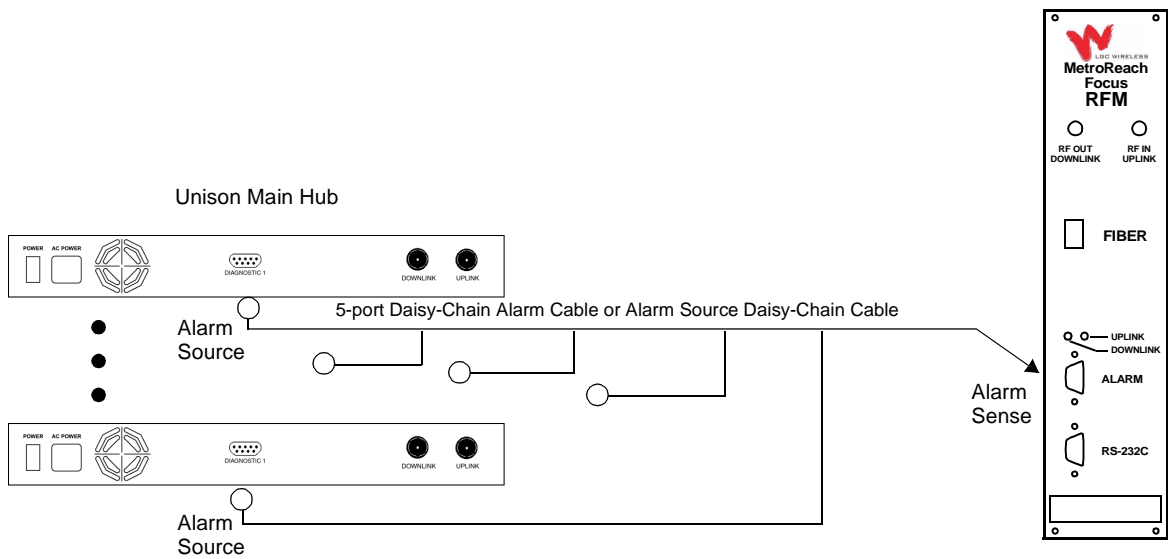 LGC WIRELESS
MetroReach
Focus
RFM
RF OUT
DOWNLINK
RF IN
UPLINK
FIBER
UPLINK
DOWNLINK
ALARM
RS-232C
Unison Main Hub
POWER AC POWER
DIAGNOSTIC 1
DOWNLINK UPLINK
5-port Daisy-Chain Alarm Cable or Alarm Source Daisy-Chain Cable
Alarm
Source
Alarm
Sense
POWER AC POWER
DIAGNOSTIC 1
DOWNLINK UPLINK
Alarm
Source